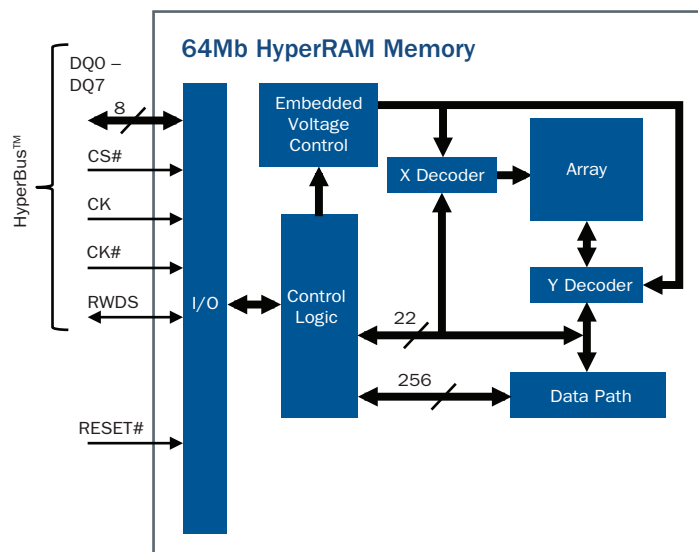 64Mb HyperRAM Memory
HyperBus™
DQ0 –
DQ7
8
CS#
CK
CK#
RWDS
RESET#
I/O
Embedded
Voltage
Control
X Decoder
Array
Y Decoder
Control
Logic
22
256
Data Path